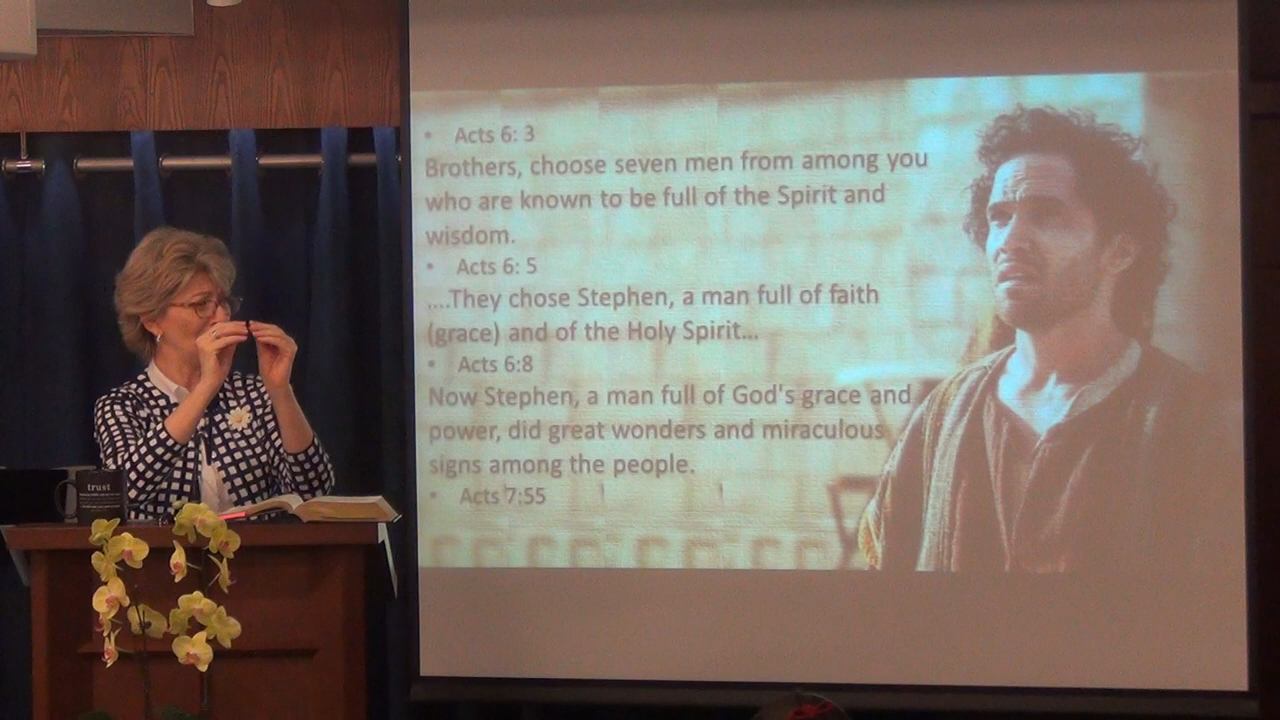 • Acts 6: 3
Brothers, choose seven men from among you
who are known to be full of the Spirit and
wisdom.
• Acts 6: 5
....They chose Stephen, a man full of faith
(grace) and of the Holy Spirit...
• Acts 6:8
Now Stephen, a man full of God's grace and
power, did great wonders and miraculous
signs among the people.
• Acts 7:55
trust